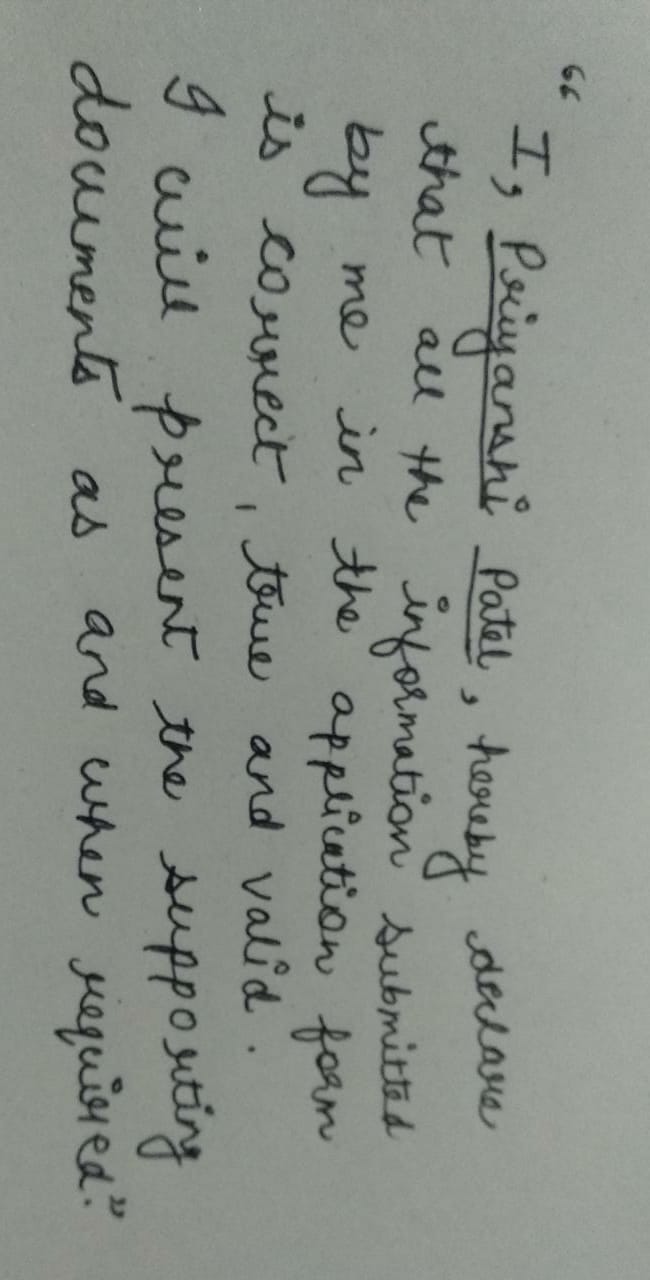 “ I, Priyanshi Patel, hereby declare
that all the information submitted
by me in the application form
is correct, true and valid.
I will present the supporting
documents as and when required.”